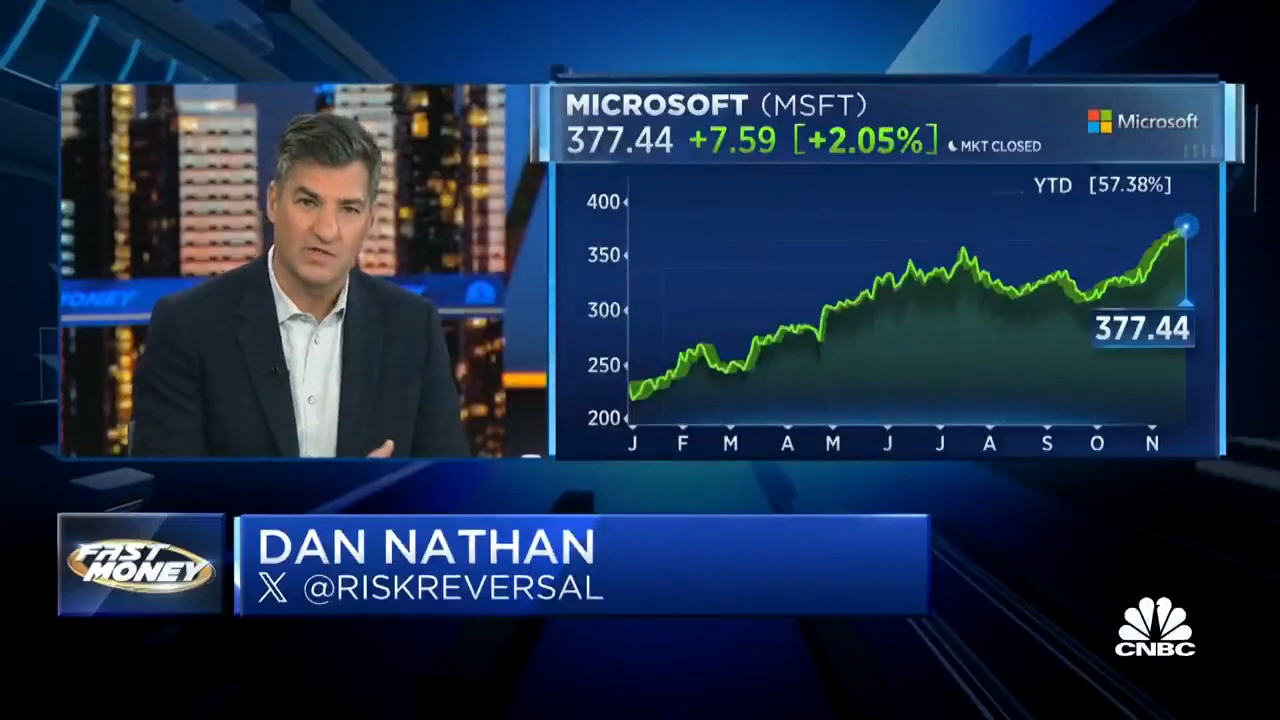 MICROSOFT (MSFT)
377.44 +7.59 [+2.05%] MKT CLOSED
Microsoft
YTD [57.38%]
400
350
300
250
200
377.44
J F M A M J J A S O N
MONEY
FAST
MONEY
DAN NATHAN
X @RISKREVERSAL
CNBC